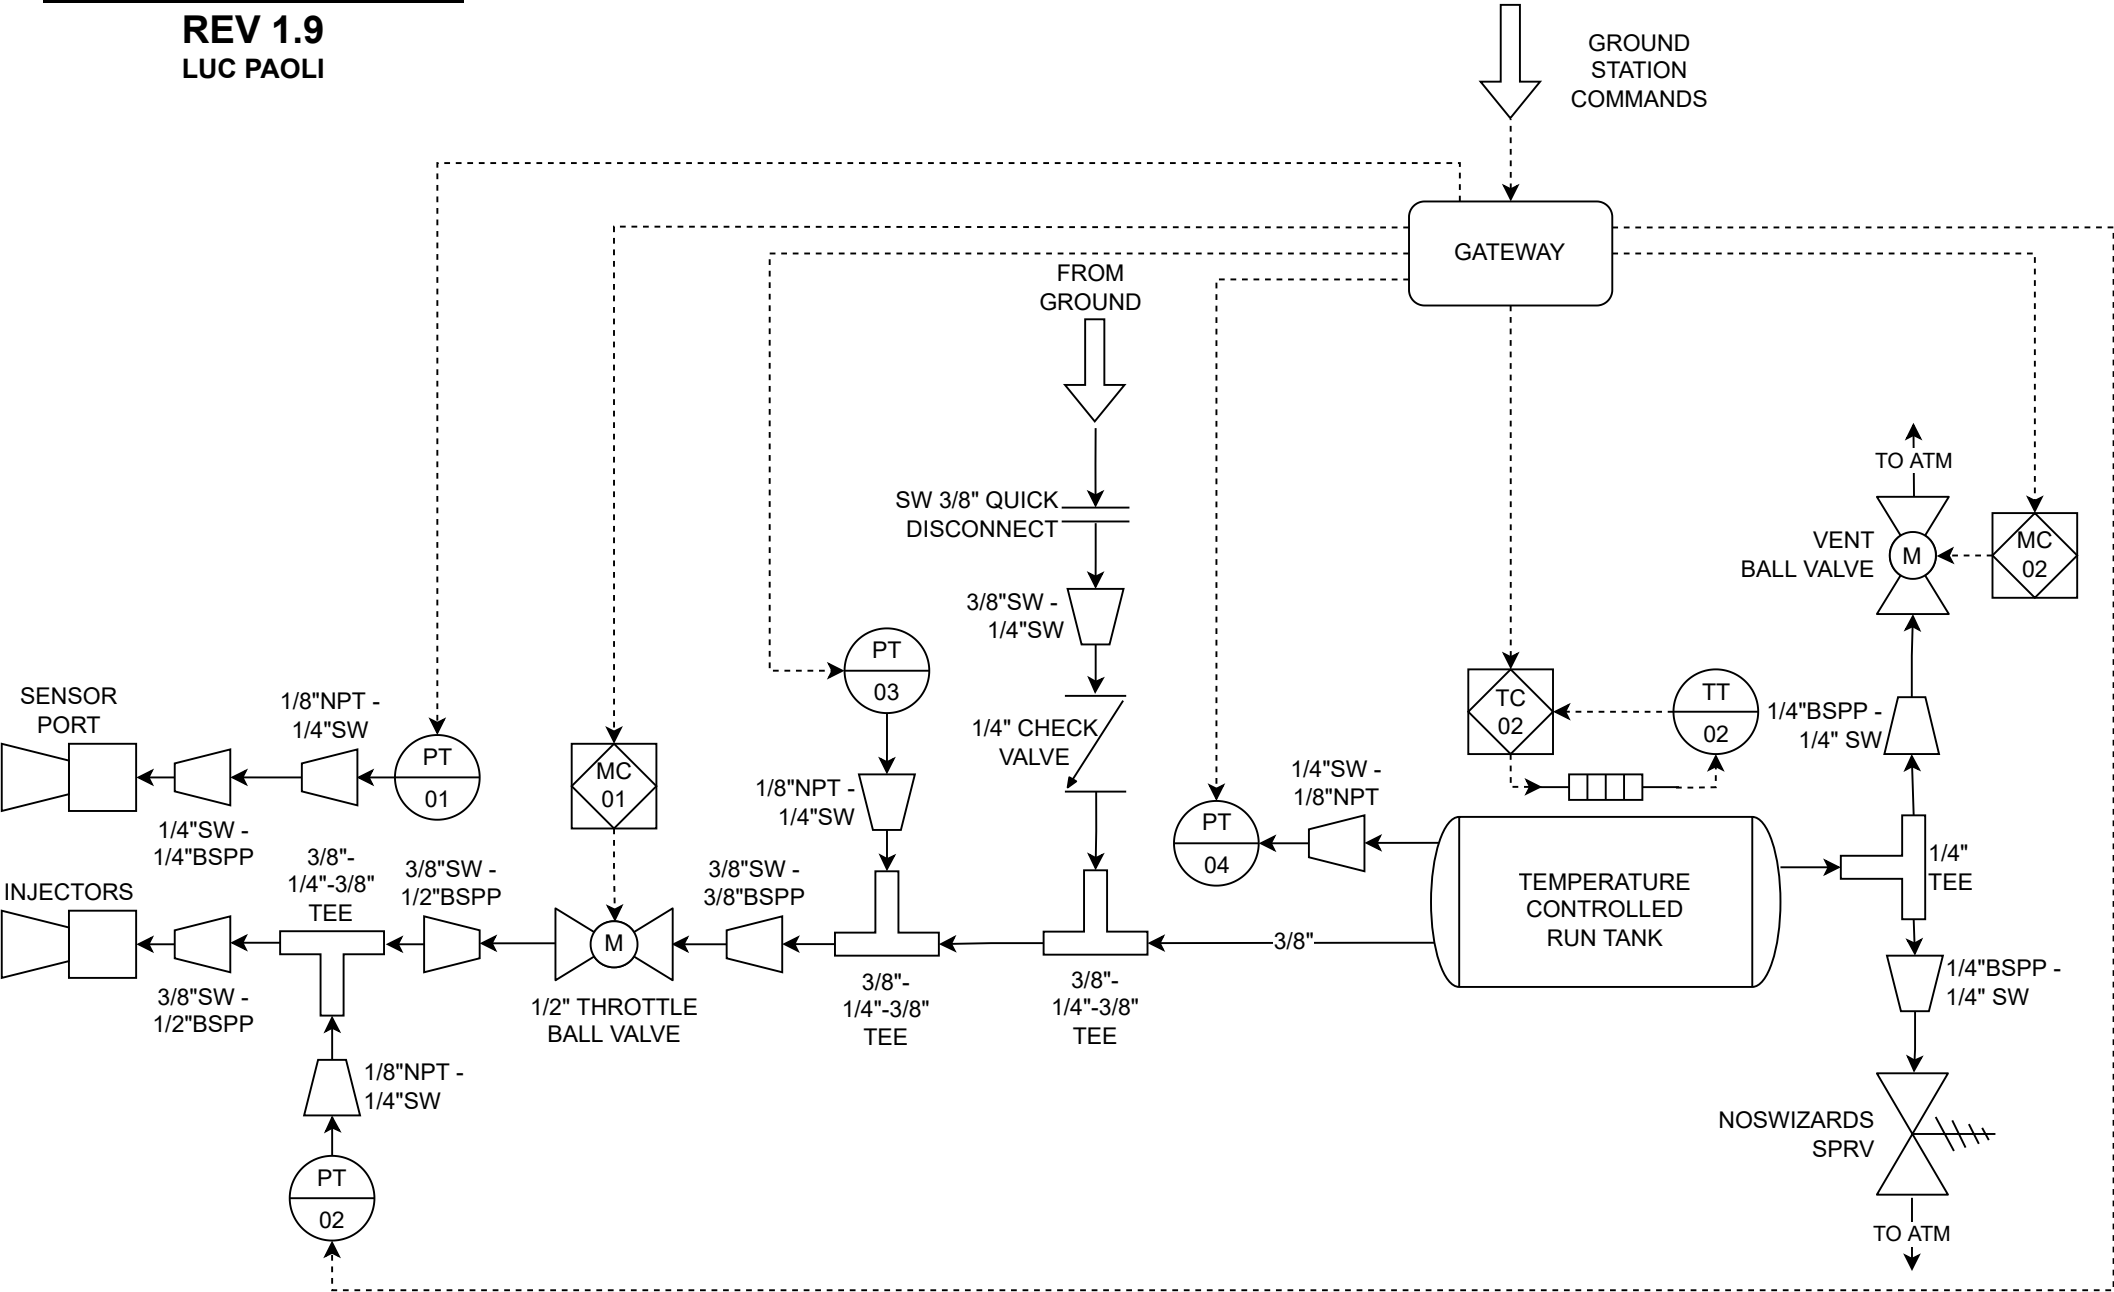 REV 1.9
LUC PAOLI
GROUND
STATION
COMMANDS
GATEWAY
FROM
GROUND
SW 3/8" QUICK
DISCONNECT
3/8"SW -
1/4"SW
1/4" CHECK
VALVE
TO ATM
VENT
BALL VALVE
M
MC
02
PT
03
1/8"NPT -
1/4"SW
TC
02
TT
02
1/4"BSPP -
1/4" SW
SENSOR
PORT
1/8"NPT -
1/4"SW
PT
01
1/4"SW -
1/4"BSPP
MC
01
1/4"SW -
1/8"NPT
PT
04
TEMPERATURE
CONTROLLED
RUN TANK
1/4"
TEE
INJECTORS
3/8"SW -
1/2"BSPP
3/8"-
1/4"-3/8"
TEE
3/8"SW -
1/2"BSPP
M
1/2" THROTTLE
BALL VALVE
3/8"SW -
3/8"BSPP
3/8"-
1/4"-3/8"
TEE
3/8"-
1/4"-3/8"
TEE
3/8"
1/4"BSPP -
1/4" SW
1/8"NPT -
1/4"SW
PT
02
NOSWIZARDS
SPRV
TO ATM